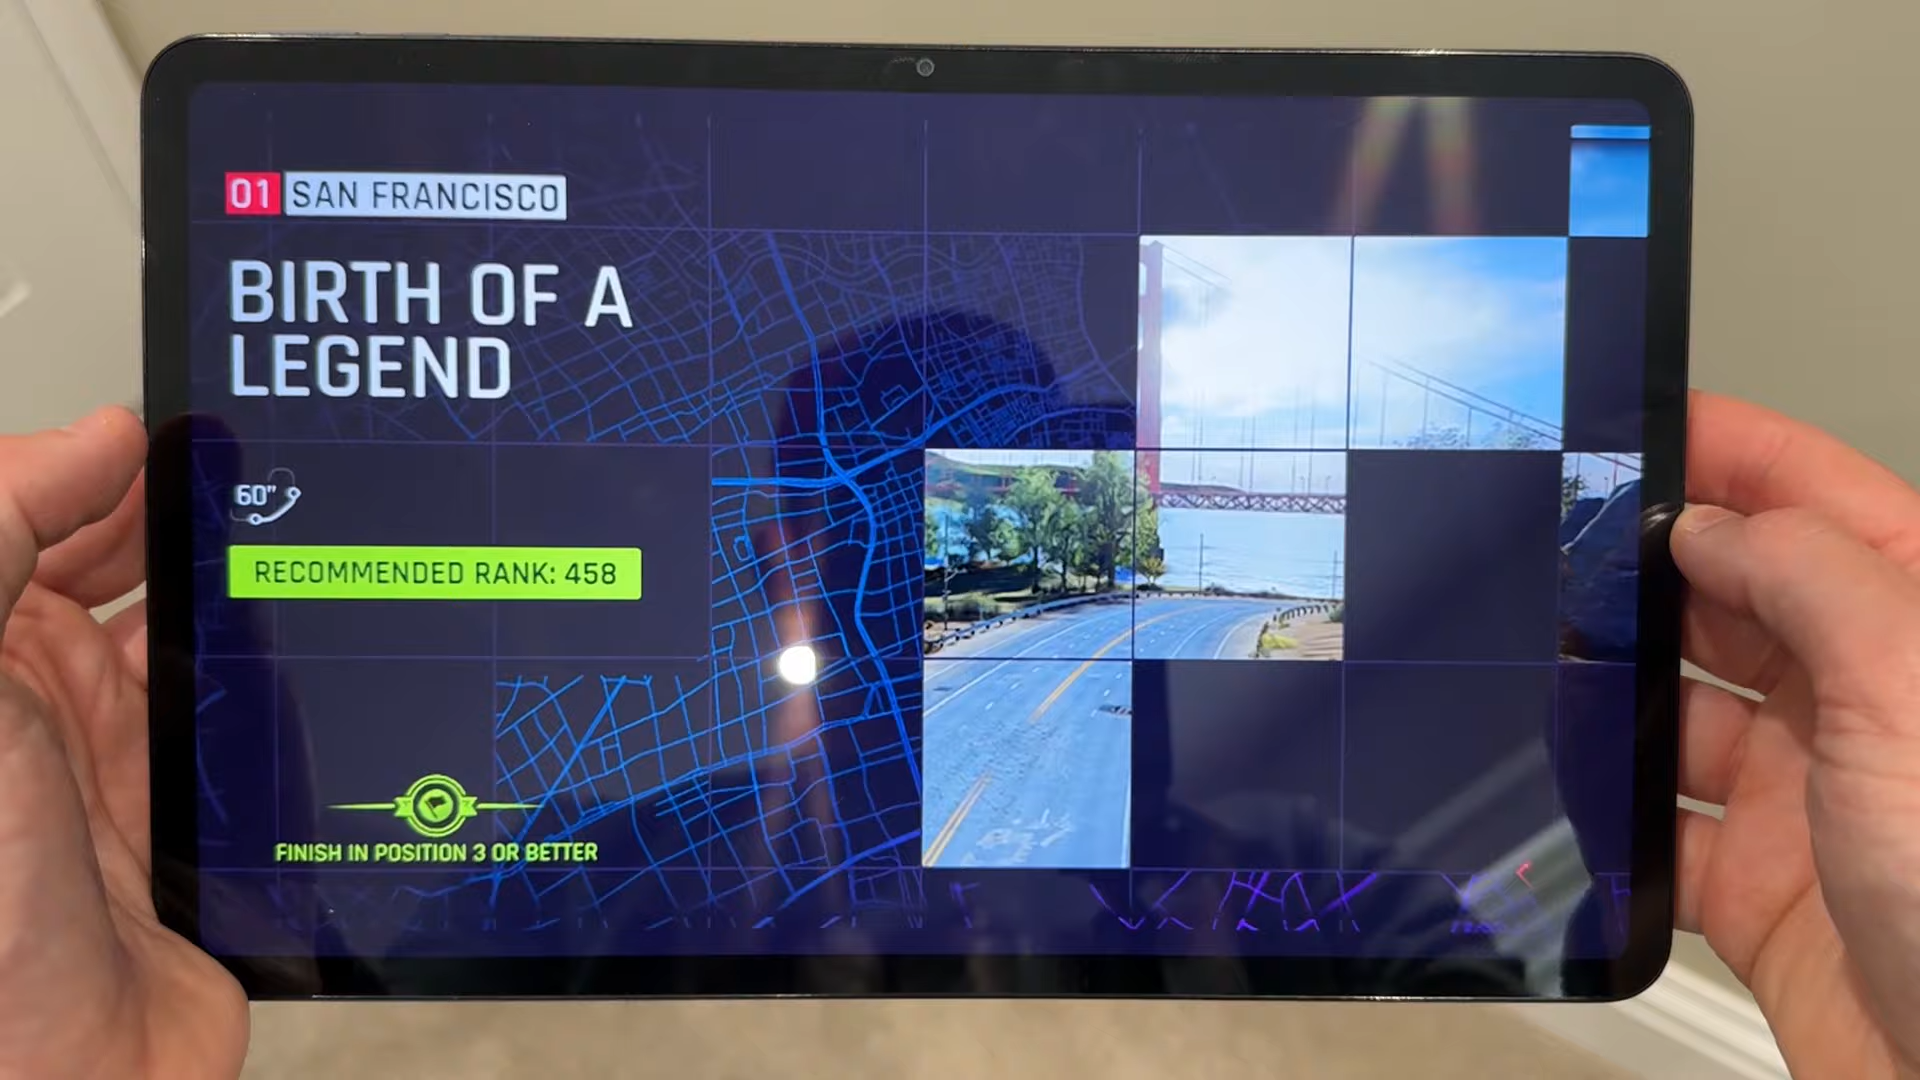 01 SAN FRANCISCO
BIRTH OF A
LEGEND
60"
RECOMMENDED RANK: 458
FINISH IN POSITION 3 OR BETTER